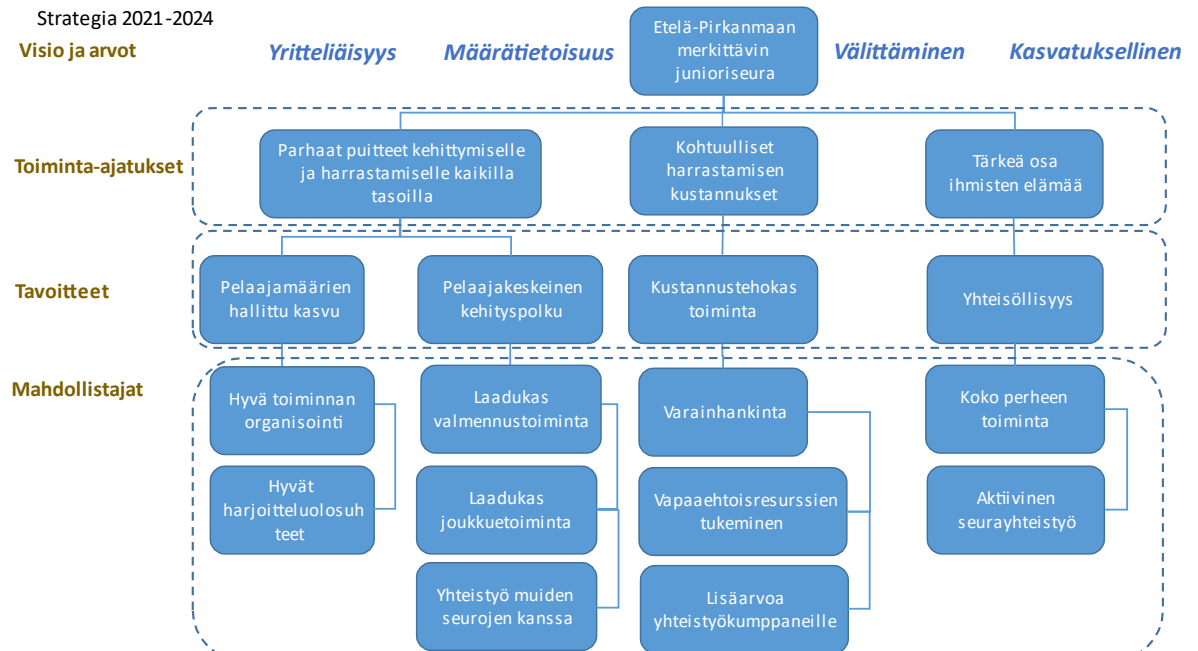 Strategia 2021-2024
Visio ja arvot
Yritteliäisyys
Määrätietoisuus
Etelä-Pirkanmaan
merkittävin
junioriseura
Välittäminen
Kasvatuksellinen
Toiminta-ajatukset
Parhaat puitteet kehittymiselle
ja harrastamiselle kaikilla
tasoilla
Kohtuulliset
harrastamisen
kustannukset
Tärkeä osa
ihmisten elämää
Tavoitteet
Pelaajamäärien
hallittu kasvu
Pelaajakeskeinen
kehityspolku
Kustannustehokas
toiminta
Yhteisöllisyys
Mahdollistajat
Hyvä toiminnan
organisointi
Laadukas
valmennustoiminta
Varainhankinta
Koko perheen
toiminta
Hyvät
harjoitteluolosuh
teet
Laadukas
joukkuetoiminta
Vapaaehtoisresurssien
tukeminen
Aktiivinen
seurayhteistyö
Yhteistyö muiden
seurojen kanssa
Lisäarvoa
yhteistyökumppaneille